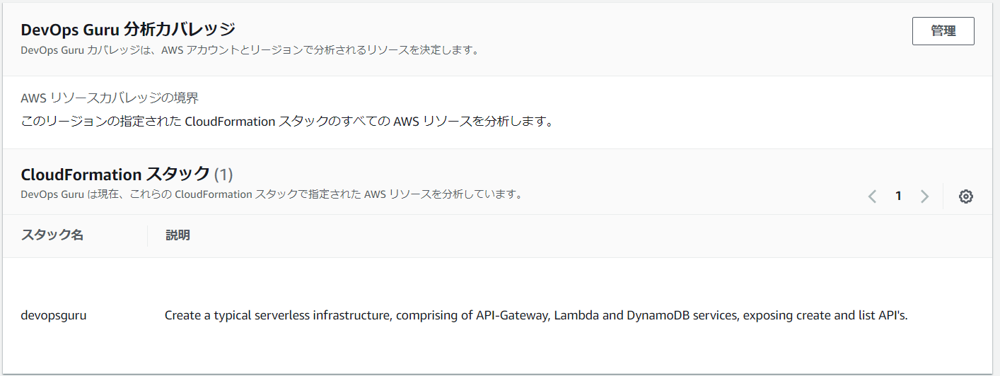 DevOps Guru 分析カバレッジ
管理
DevOps Guru カバレッジは、AWS アカウントとリージョンで分析されるリソースを決定します。
AWS リソースカバレッジの境界
このリージョンの指定された CloudFormation スタックのすべての AWS リソースを分析します。
CloudFormation スタック (1)
DevOps Guru は現在、これらの CloudFormation スタックで指定された AWS リソースを分析しています。
1
スタック名 説明
devopsguru Create a typical serverless infrastructure, comprising of API-Gateway, Lambda and DynamoDB services, exposing create and list API's.